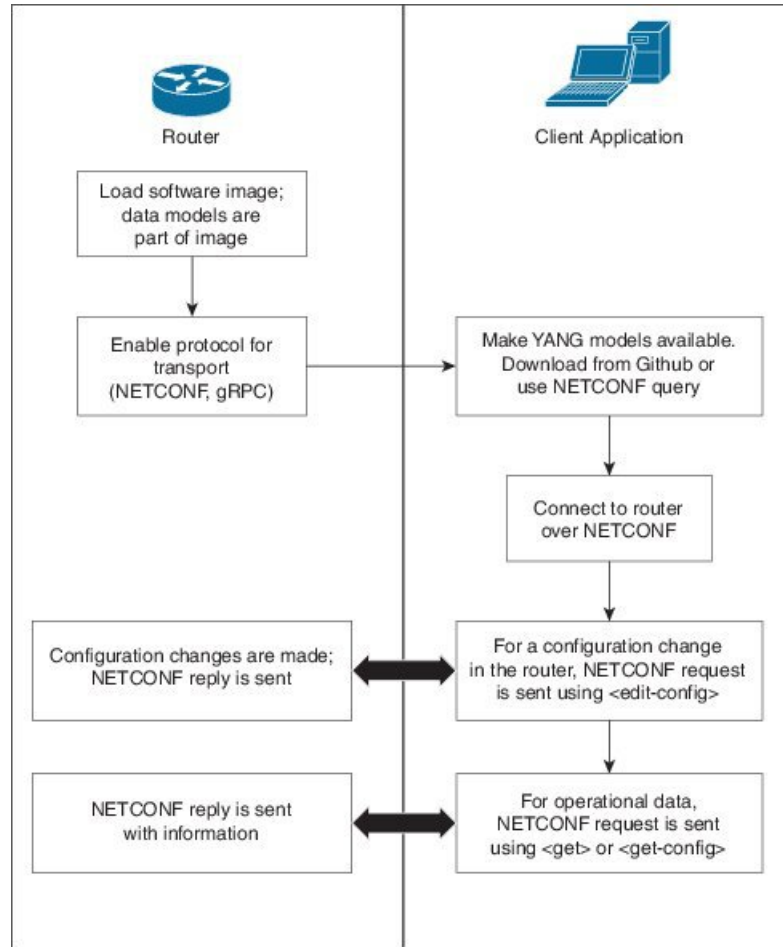 Router
Client Application
Load software image;
data models are
part of image
Enable protocol for
transport
(NETCONF, gRPC)
Make YANG models available.
Download from Github or
use NETCONF query
Connect to router
over NETCONF
Configuration changes are made;
NETCONF reply is sent
For a configuration change
in the router, NETCONF request
is sent using <edit-config>
NETCONF reply is sent
with information
For operational data,
NETCONF request is sent
using <get> or <get-config>